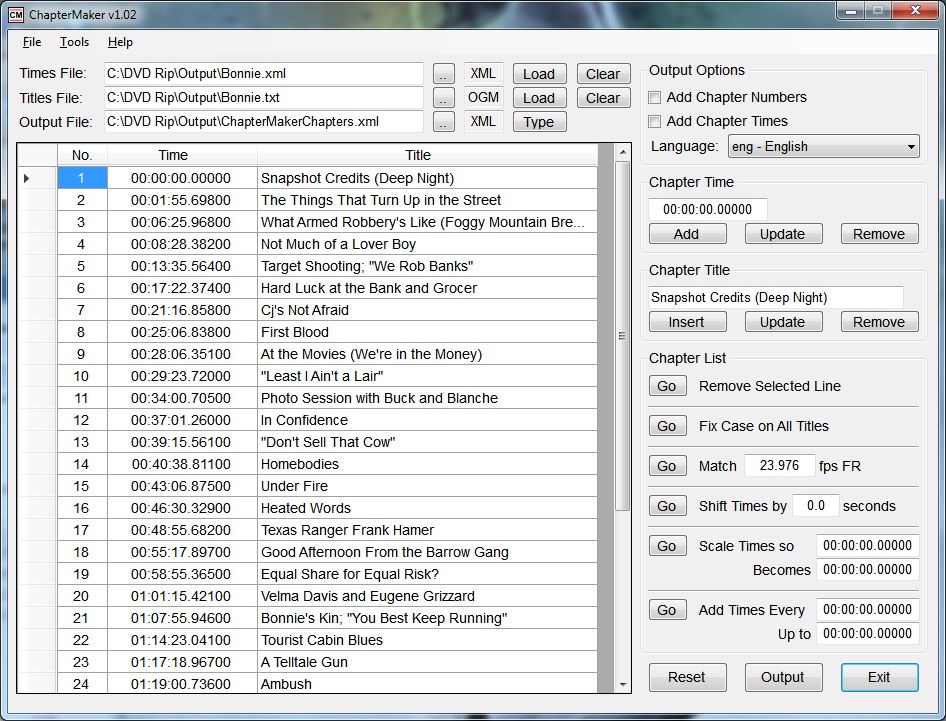 CM ChapterMaker v1.02
File Tools Help
Times File: C:\DVD Rip\Output\Bonnie.xml .. XML Load Clear
Titles File: C:\DVD Rip\Output\Bonnie.txt .. OGM Load Clear
Output File: C:\DVD Rip\Output\ChapterMakerChapters.xml .. XML Type
No. Time Title
1 00:00:00.00000 Snapshot Credits (Deep Night)
2 00:01:55.69800 The Things That Turn Up in the Street
3 00:06:25.96800 What Armed Robbery's Like (Foggy Mountain Bre...
4 00:08:28.38200 Not Much of a Lover Boy
5 00:13:35.56400 Target Shooting; "We Rob Banks"
6 00:17:22.37400 Hard Luck at the Bank and Grocer
7 00:21:16.85800 Cj's Not Afraid
8 00:25:06.83800 First Blood
9 00:28:06.35100 At the Movies (We're in the Money)
10 00:29:23.72000 "Least I Ain't a Lair"
11 00:34:00.70500 Photo Session with Buck and Blanche
12 00:37:01.26000 In Confidence
13 00:39:15.56100 "Don't Sell That Cow"
14 00:40:38.81100 Homebodies
15 00:43:06.87500 Under Fire
16 00:46:30.32900 Heated Words
17 00:48:55.68200 Texas Ranger Frank Hamer
18 00:55:17.89700 Good Afternoon From the Barrow Gang
19 00:58:55.36500 Equal Share for Equal Risk?
20 01:01:15.42100 Velma Davis and Eugene Grizzard
21 01:07:55.94600 Bonnie's Kin; "You Best Keep Running"
22 01:14:23.04100 Tourist Cabin Blues
23 01:17:18.96700 A Telltale Gun
24 01:19:00.73600 Ambush
Output Options
Add Chapter Numbers
Add Chapter Times
Language: eng - English
Chapter Time
00:00:00.00000
Add Update Remove
Chapter Title
Snapshot Credits (Deep Night)
Insert Update Remove
Chapter List
Go Remove Selected Line
Go Fix Case on All Titles
Go Match 23.976 fps FR
Go Shift Times by 0.0 seconds
Go Scale Times so 00:00:00.00000
Becomes 00:00:00.00000
Go Add Times Every 00:00:00.00000
Up to 00:00:00.00000
Reset Output Exit